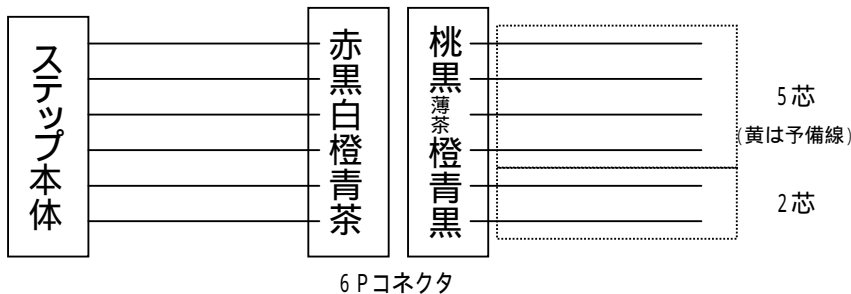 ステップ本体
赤
黒
白
橙
青
茶
桃
黒
薄茶
橙
青
黒
5芯
(黄は予備線)
2芯
6Pコネクタ